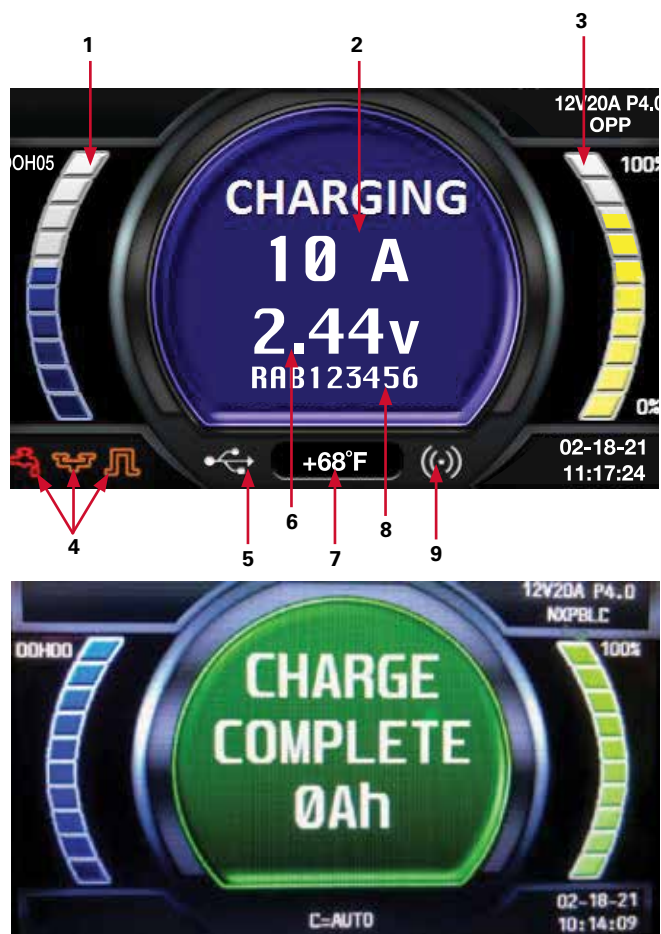 1
2
3
12V20A P4.0
OPP
OOH05
100%
CHARGING
10 A
2.44v
RAB123456
0%
+68°F
02-18-21
11:17:24
4
5
6
7
8
9
12V20A P4.0
NXPBLC
00H00
100%
CHARGE
COMPLETE
0Ah
C=AUTO
02-18-21
10:14:09